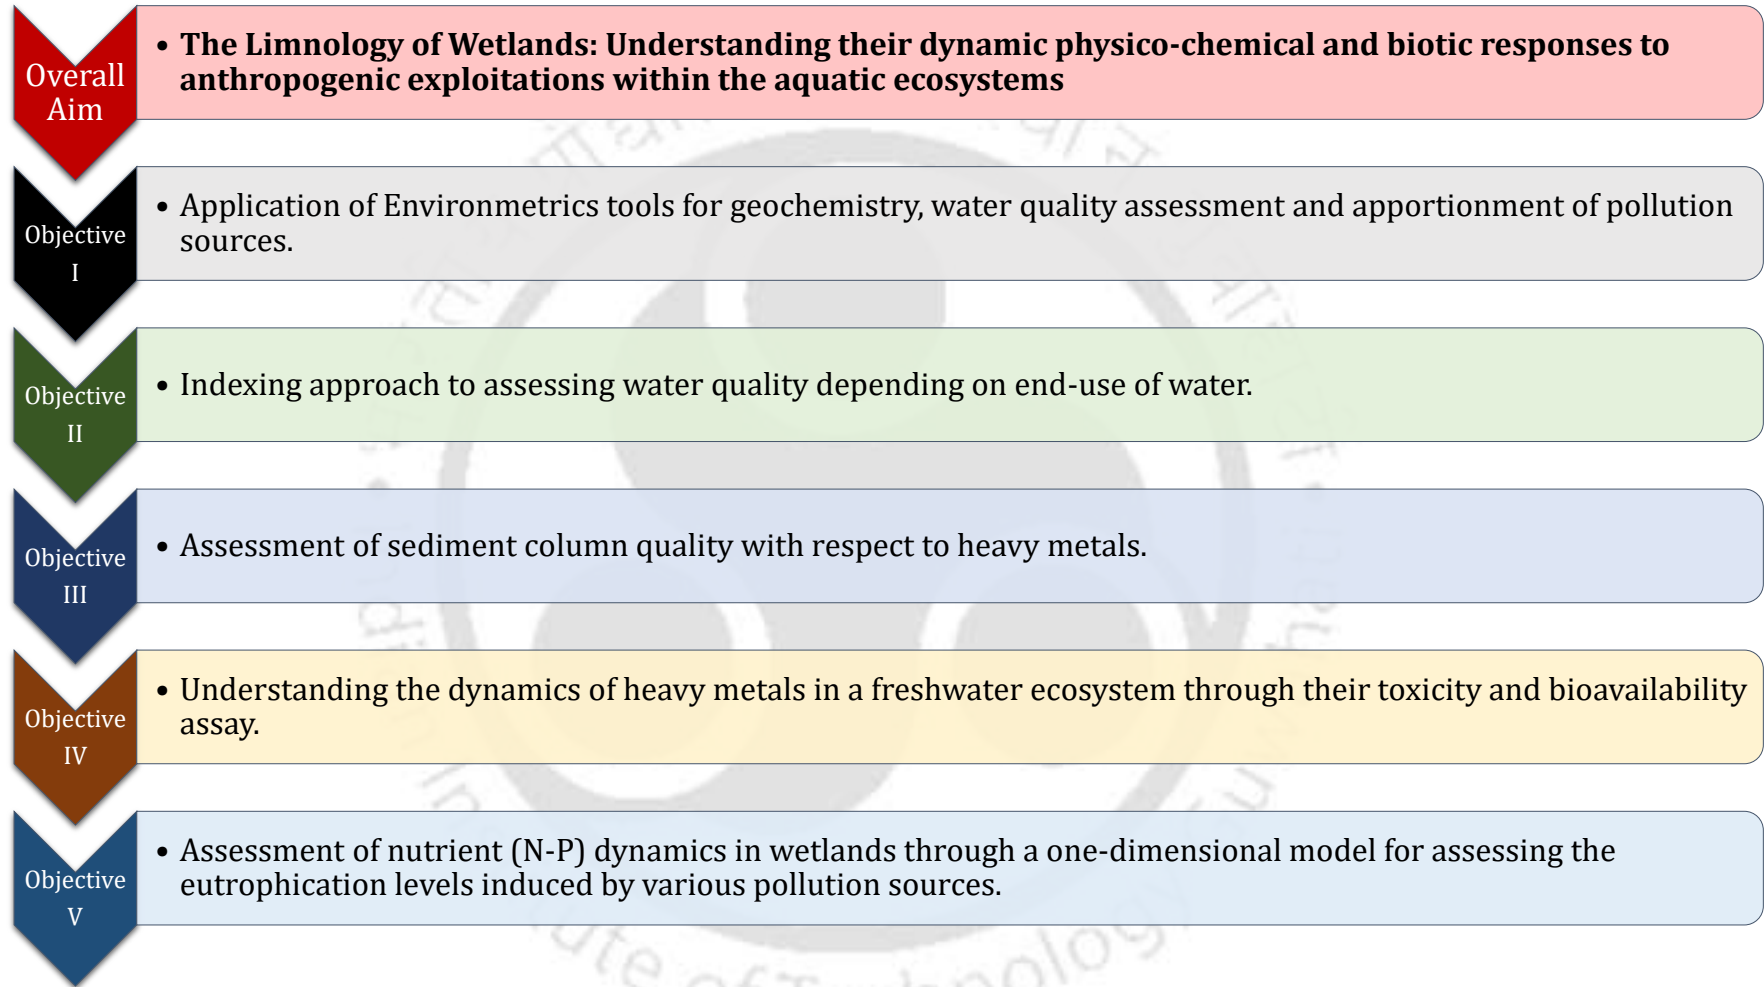 Overall
Aim
• The Limnology of Wetlands: Understanding their dynamic physico-chemical and biotic responses to
anthropogenic exploitations within the aquatic ecosystems
Objective
I
• Application of Environmetrics tools for geochemistry, water quality assessment and apportionment of pollution
sources.
Objective
II
• Indexing approach to assessing water quality depending on end-use of water.
Objective
III
• Assessment of sediment column quality with respect to heavy metals.
Objective
IV
• Understanding the dynamics of heavy metals in a freshwater ecosystem through their toxicity and bioavailability
assay.
Objective
V
• Assessment of nutrient (N-P) dynamics in wetlands through a one-dimensional model for assessing the
eutrophication levels induced by various pollution sources.